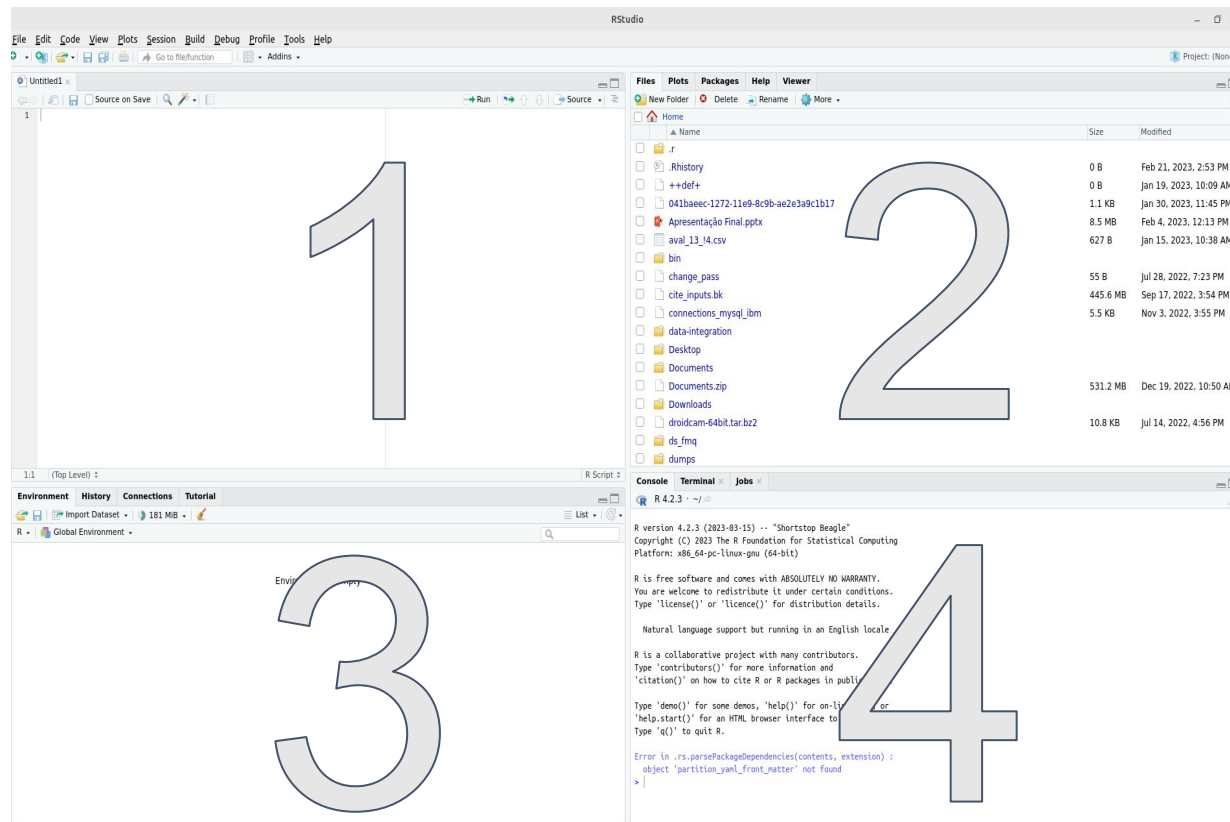 RStudio
File Edit Code View Plots Session Build Debug Profile Tools Help
Go to file/function Addins Project: (Non
Untitled1
Source on Save Run Source
1
1
1:1 (Top Level) R Script
Files Plots Packages Help Viewer
New Folder Delete Rename More
Home
Name Size Modified
.r
.Rhistory 0 B Feb 21, 2023, 2:53 PM
++def+ 0 B Jan 19, 2023, 10:09 AM
041baeec-1272-11e9-8c9b-ae2e3a9c1b17 1.1 KB Jan 30, 2023, 11:45 PM
Apresentação Final.pptx 8.5 MB Feb 4, 2023, 12:13 PM
aval_13_!4.csv 627 B Jan 15, 2023, 10:38 AM
bin
change_pass 55 B Jul 28, 2022, 7:23 PM
cite_inputs.bk 445.6 MB Sep 17, 2022, 3:54 PM
connections_mysql_ibm 5.5 KB Nov 3, 2022, 3:55 PM
data-integration
Desktop
Documents
Documents.zip 531.2 MB Dec 19, 2022, 10:50 A
Downloads
droidcam-64bit.tar.bz2 10.8 KB Jul 14, 2022, 4:56 PM
ds_fmq
dumps
2
Environment History Connections Tutorial
Import Dataset 181 MiB List
R Global Environment
3
Console Terminal Jobs
R 4.2.3 · ~/
R version 4.2.3 (2023-03-15) -- "Shortstop Beagle"
Copyright (C) 2023 The R Foundation for Statistical Computing
Platform: x86_64-pc-linux-gnu (64-bit)
R is free software and comes with ABSOLUTELY NO WARRANTY.
You are welcome to redistribute it under certain conditions.
Type 'license()' or 'licence()' for distribution details.
Natural language support but running in an English locale
R is a collaborative project with many contributors.
Type 'contributors()' for more information and
'citation()' on how to cite R or R packages in
Type 'demo()' for some demos, 'help()' for or
'help.start()' for an HTML browser interface to
Type 'q()' to quit R.
Error in .rs.parsePackageDependencies(contents, extension) :
object 'partition_yaml_front_matter' not found
>
4